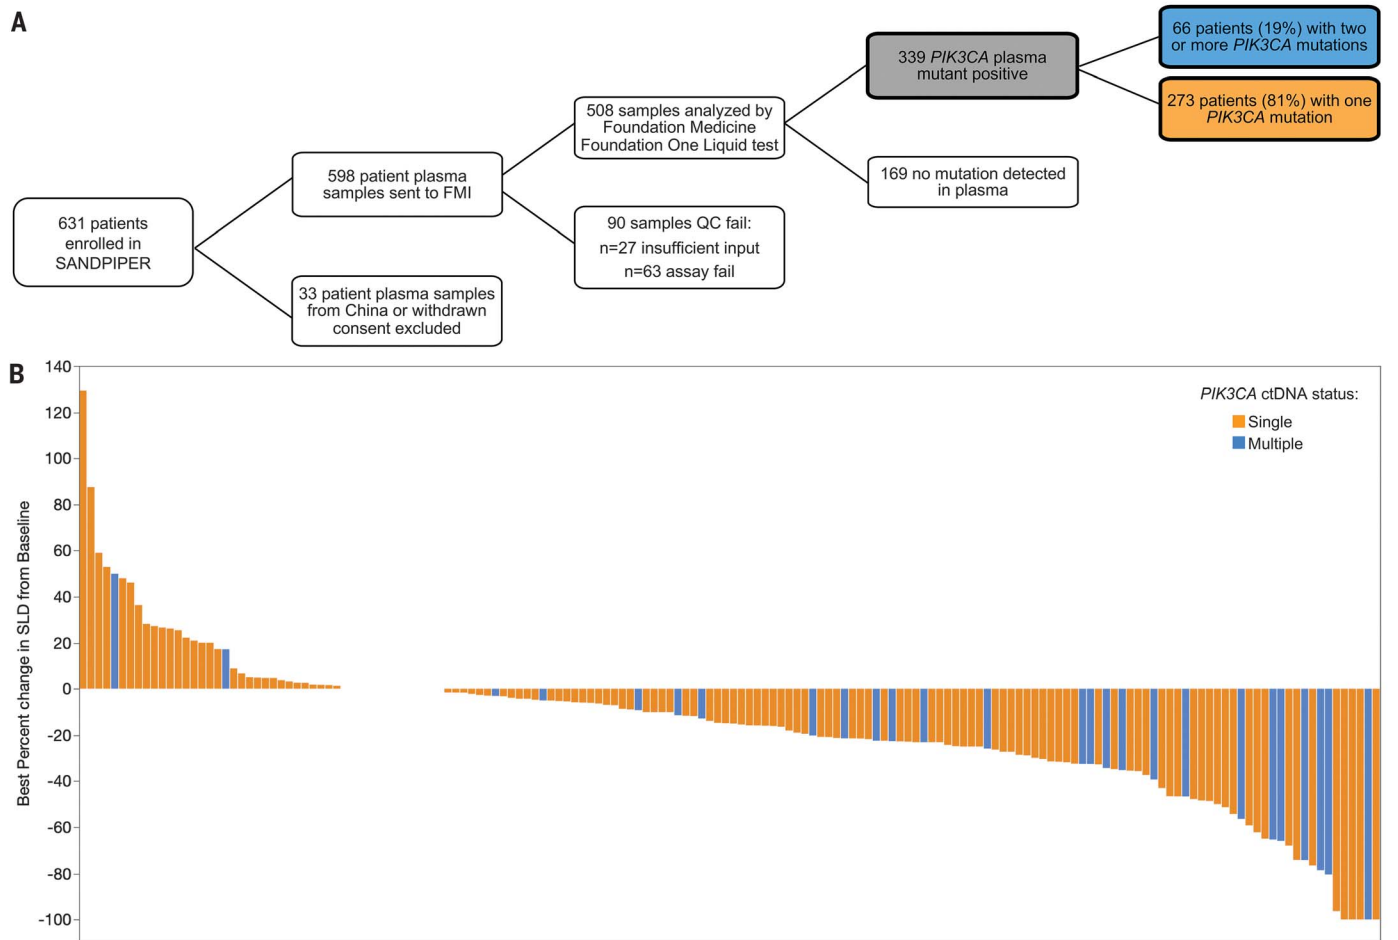 A
631 patients
enrolled in
SANDPIPER
598 patient plasma
samples sent to FMI
33 patient plasma samples
from China or withdrawn
consent excluded
508 samples analyzed by
Foundation Medicine
Foundation One Liquid test
90 samples QC fail:
n=27 insufficient input
n=63 assay fail
339 PIK3CA plasma
mutant positive
169 no mutation detected
in plasma
66 patients (19%) with two
or more PIK3CA mutations
273 patients (81%) with one
PIK3CA mutation
B
Best Percent change in SLD from Baseline
140
120
100
80
60
40
20
0
-20
-40
-60
-80
-100
PIK3CA ctDNA status:
Single
Multiple